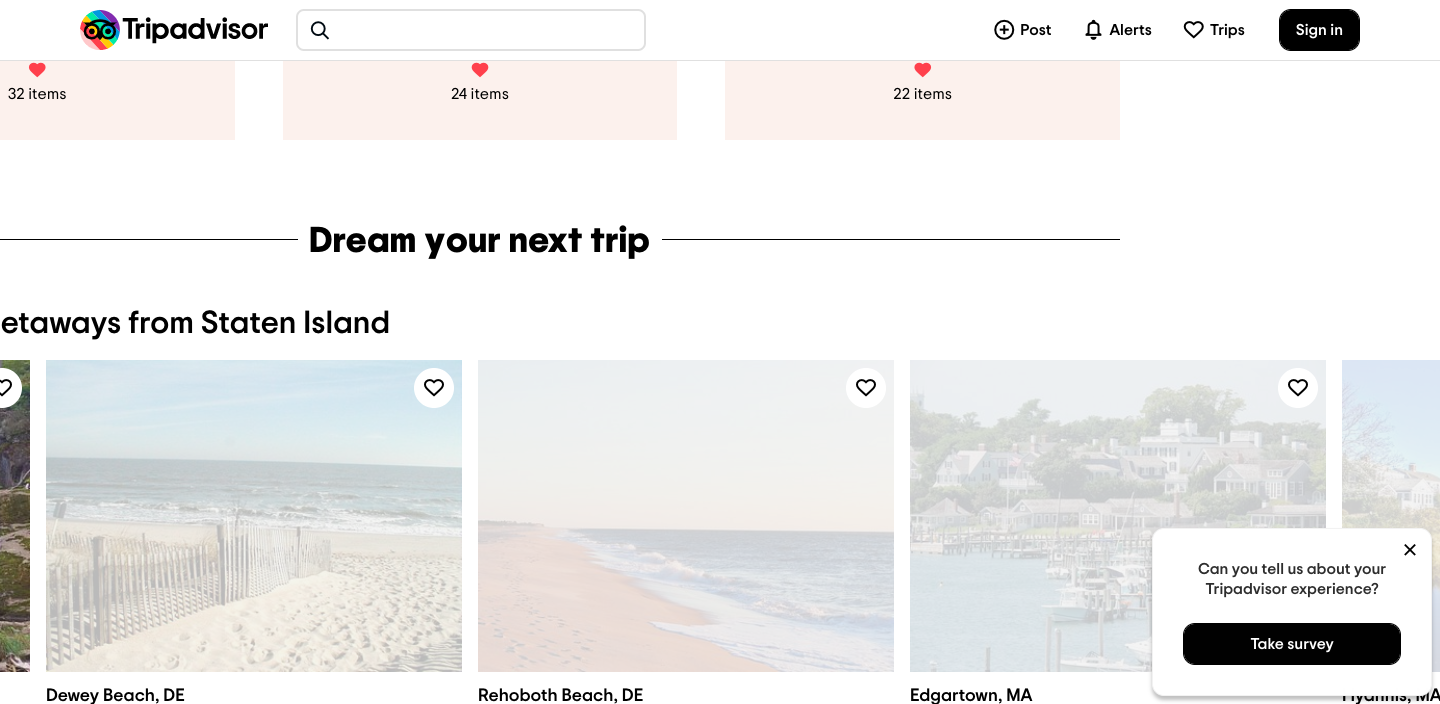 Tripadvisor
Post
Alerts
Trips
Sign in
32 items
24 items
22 items
Dream your next trip
etaways from Staten Island
Can you tell us about your
Tripadvisor experience?
Take survey
Dewey Beach, DE
Rehoboth Beach, DE
Edgartown, MA
Hyannis, MA